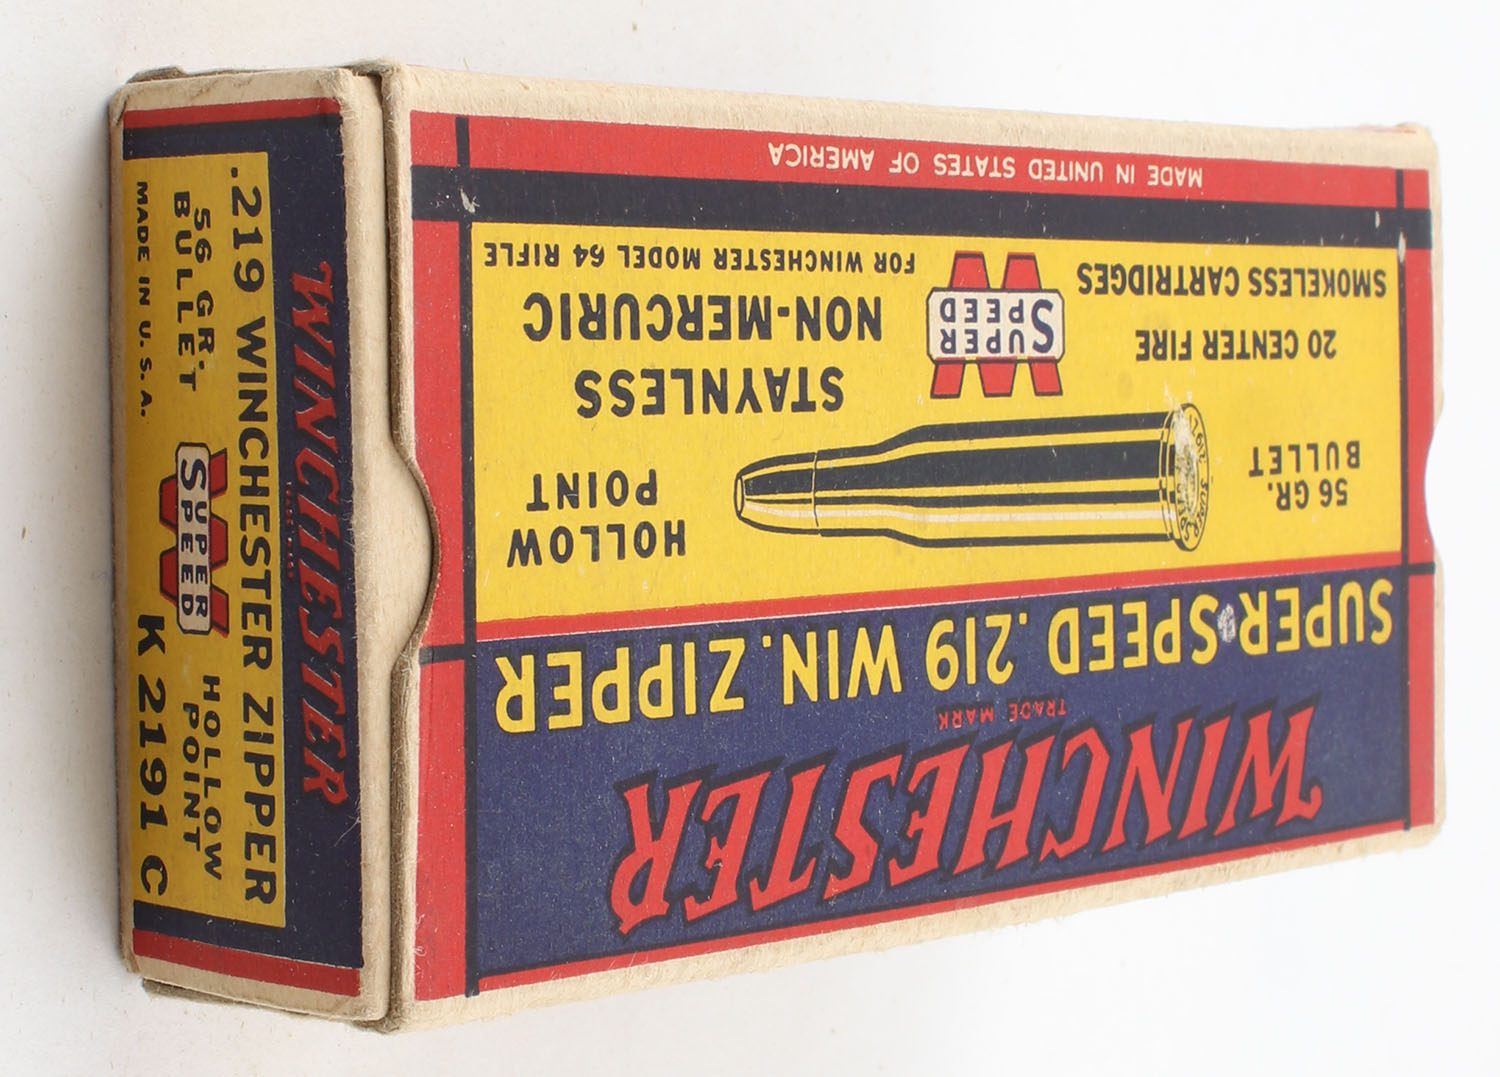 WINCHESTER
TRADE MARK
SUPER·SPEED .219 WIN. ZIPPER
56 GR.
BULLET
HOLLOW
POINT
20 CENTER FIRE
SMOKELESS CARTRIDGES
SUPER
SPEED
STAYNLESS
NON-MERCURIC
FOR WINCHESTER MODEL 64 RIFLE
MADE IN UNITED STATES OF AMERICA
WINCHESTER
TRADE MARK
.219 WINCHESTER ZIPPER
56 GR.
BULLET
SUPER
SPEED
HOLLOW
POINT
MADE IN U.S.A.
K 2191 C